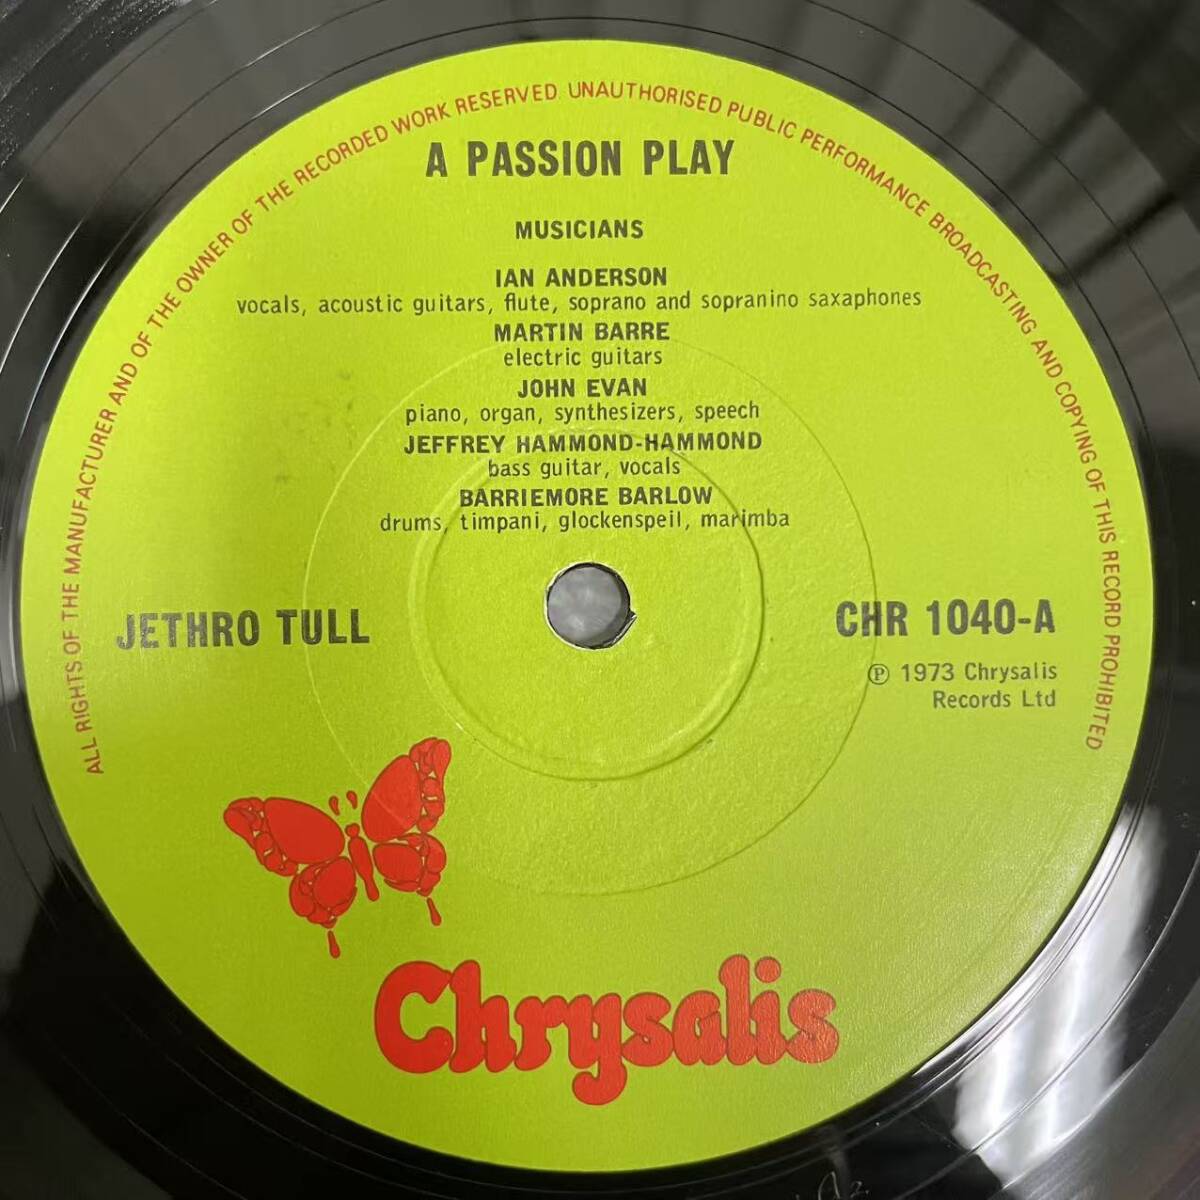 ALL RIGHTS OF THE MANUFACTURER AND OF THE OWNER OF THE RECORDED WORK RESERVED. UNAUTHORISED PUBLIC PERFORMANCE BROADCASTING AND COPYING OF THIS RECORD PROHIBITED
A PASSION PLAY
MUSICIANS
IAN ANDERSON
vocals, acoustic guitars, flute, soprano and sopranino saxaphones
MARTIN BARRE
electric guitars
JOHN EVAN
piano, organ, synthesizers, speech
JEFFREY HAMMOND-HAMMOND
bass guitar, vocals
BARRIEMORE BARLOW
drums, timpani, glockenspeil, marimba
JETHRO TULL
CHR 1040-A
℗ 1973 Chrysalis
Records Ltd
Chrysalis